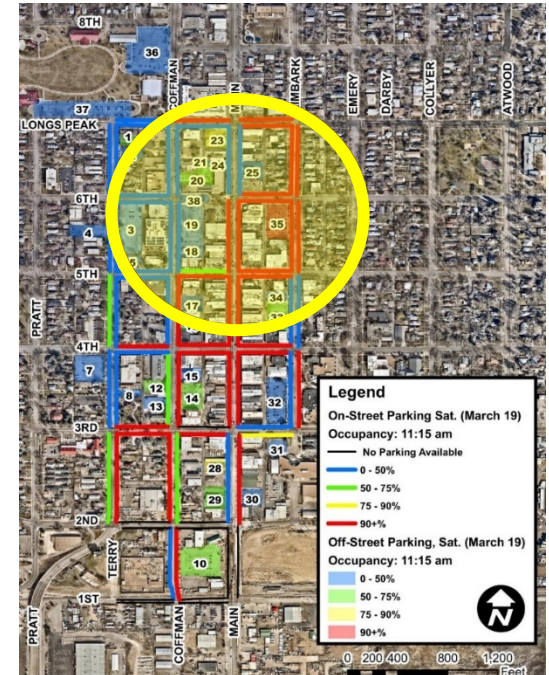 8TH
36
37
LONGS PEAK
COFFMAN
MAIN
KIMBARK
EMERY
DARBY
COLLYER
ATWOOD
1
23
21
24
20
25
6TH
38
4
3
19
35
18
5
5TH
PRATT
34
17
33
4TH
7
15
12
8
13
14
32
3RD
31
28
29
30
2ND
TERRY
10
1ST
PRATT
COFFMAN
MAIN
Legend
On-Street Parking Sat. (March 19)
Occupancy: 11:15 am
No Parking Available
0 - 50%
50 - 75%
75 - 90%
90+%
Off-Street Parking, Sat. (March 19)
Occupancy: 11:15 am
0 - 50%
50 - 75%
75 - 90%
90+%
N
0 200 400 800 1,200
Feet